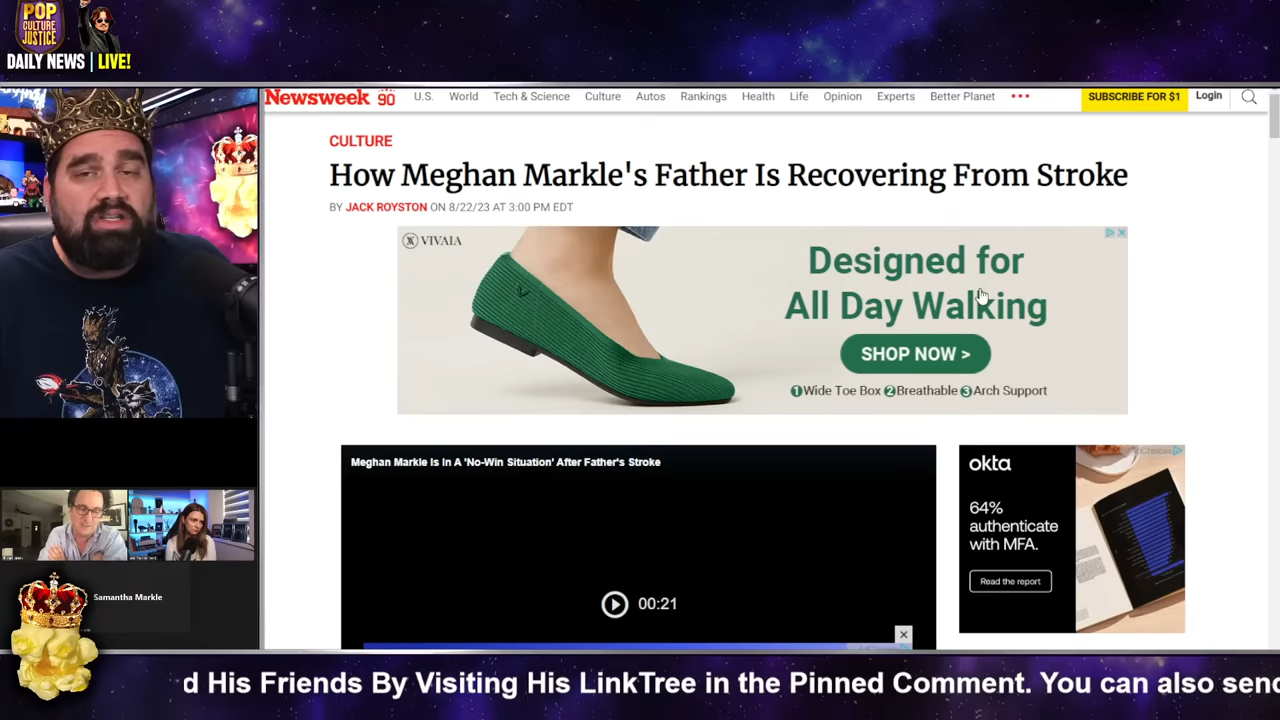 POP
CULTURE
JUSTICE
DAILY NEWS | LIVE!
Newsweek 90
U.S. World Tech & Science Culture Autos Rankings Health Life Opinion Experts Better Planet
SUBSCRIBE FOR $1
Login
CULTURE
How Meghan Markle's Father Is Recovering From Stroke
BY JACK ROYSTON ON 8/22/23 AT 3:00 PM EDT
VIVAIA
Designed for
All Day Walking
SHOP NOW >
1 Wide Toe Box 2 Breathable 3 Arch Support
Meghan Markle Is In A 'No-Win Situation' After Father's Stroke
00:21
okta
64%
authenticate
with MFA.
Read the report
Samantha Markle
d His Friends By Visiting His LinkTree in the Pinned Comment. You can also send